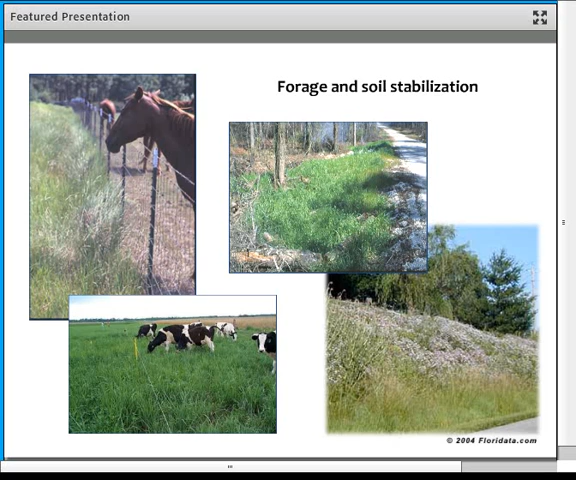 Featured Presentation
Forage and soil stabilization
© 2004 Floridata.com